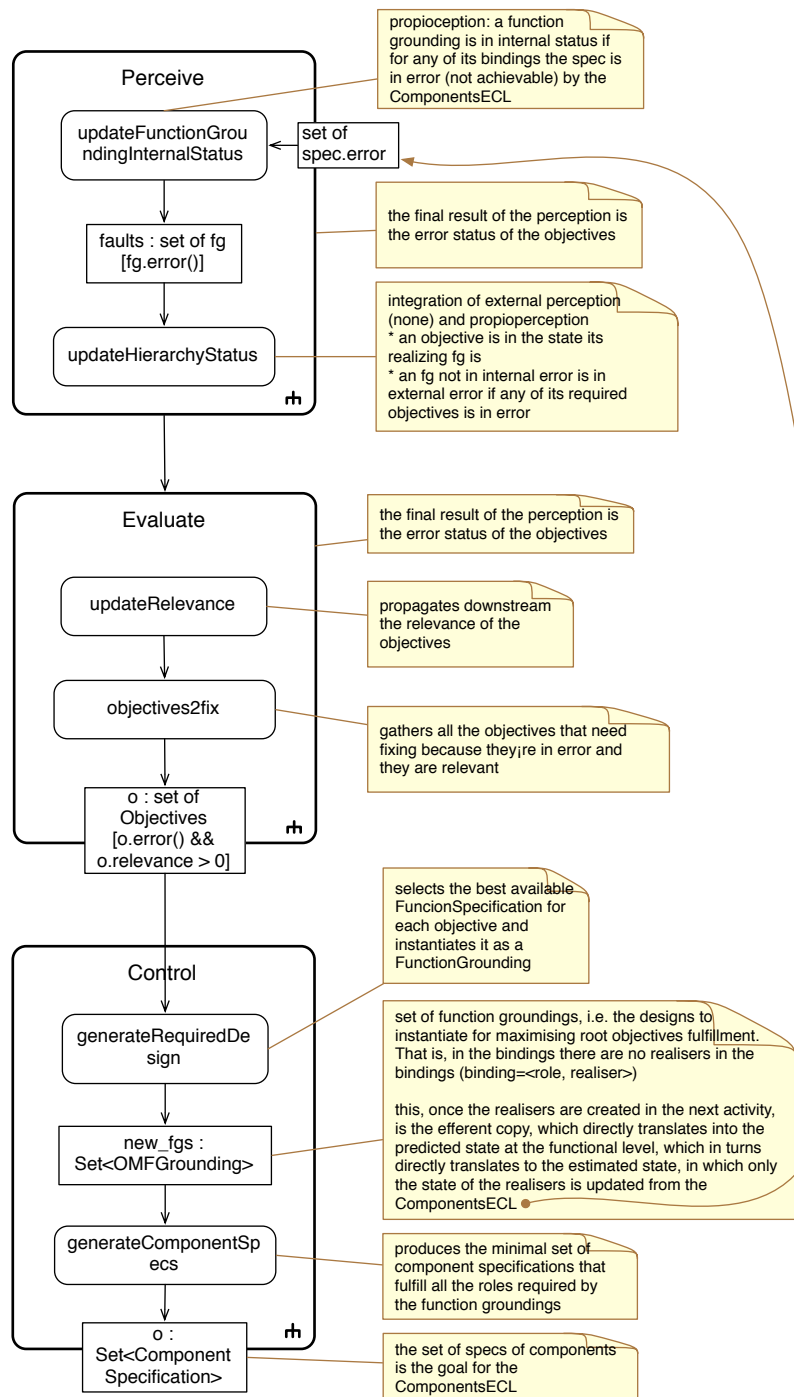 propioception: a function
grounding is in internal status if
for any of its bindings the spec is
in error (not achievable) by the
ComponentsECL
Perceive
updateFunctionGrou
ndingInternalStatus
set of
spec.error
the final result of the perception is
the error status of the objectives
faults : set of fg
[fg.error()]
integration of external perception
(none) and propioperception
* an objective is in the state its
realizing fg is
* an fg not in internal error is in
external error if any of its required
objectives is in error
updateHierarchyStatus
Evaluate
the final result of the perception is
the error status of the objectives
updateRelevance
propagates downstream
the relevance of the
objectives
objectives2fix
gathers all the objectives that need
fixing because they¡re in error and
they are relevant
o : set of
Objectives
[o.error() &&
o.relevance > 0]
selects the best available
FuncionSpecification for
each objective and
instantiates it as a
FunctionGrounding
Control
generateRequiredDe
sign
set of function groundings, i.e. the designs to
instantiate for maximising root objectives fulfillment.
That is, in the bindings there are no realisers in the
bindings (binding=<role, realiser>)
this, once the realisers are created in the next activity,
is the efferent copy, which directly translates into the
predicted state at the functional level, which in turns
directly translates to the estimated state, in which only
the state of the realisers is updated from the
ComponentsECL
new_fgs :
Set<OMFGrounding>
generateComponentSp
ecs
produces the minimal set of
component specifications that
fulfill all the roles required by
the function groundings
o :
Set<Component
Specification>
the set of specs of components
is the goal for the
ComponentsECL